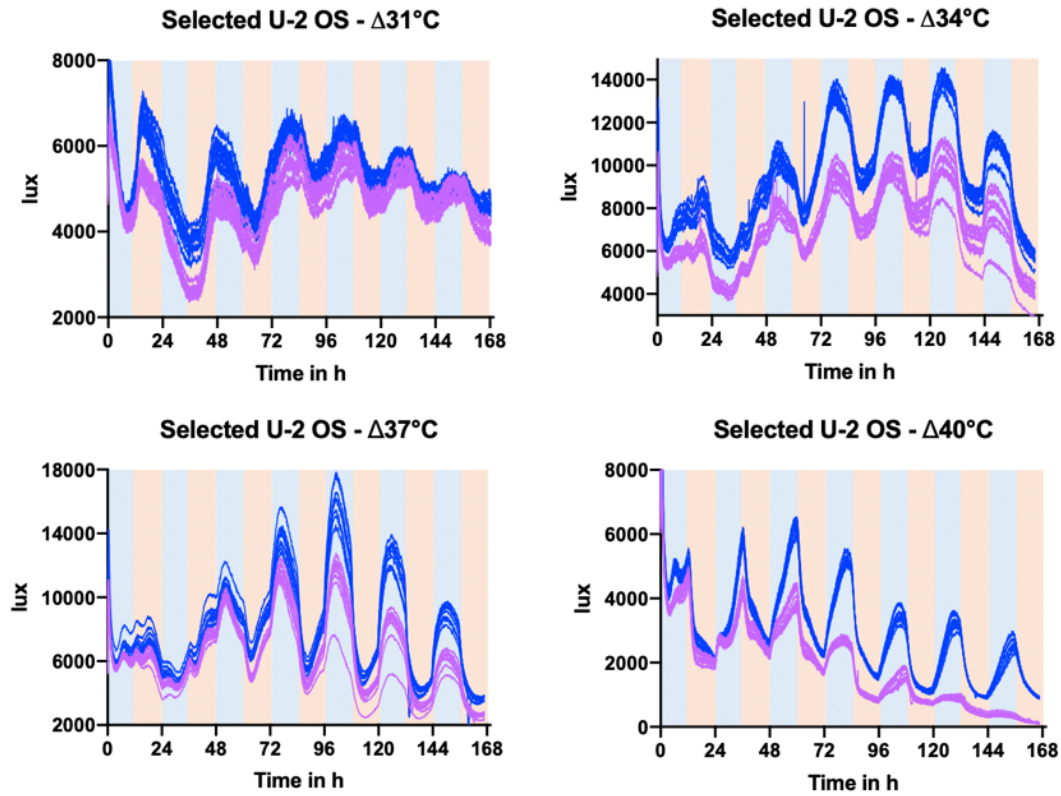 Selected U-2 OS - Δ31°C
8000
6000
4000
2000
lux
0 24 48 72 96 120 144 168
Time in h
Selected U-2 OS - Δ34°C
14000
12000
10000
8000
6000
4000
lux
0 24 48 72 96 120 144 168
Time in h
Selected U-2 OS - Δ37°C
18000
14000
10000
6000
2000
lux
0 24 48 72 96 120 144 168
Time in h
Selected U-2 OS - Δ40°C
8000
6000
4000
2000
0
lux
0 24 48 72 96 120 144 168
Time in h